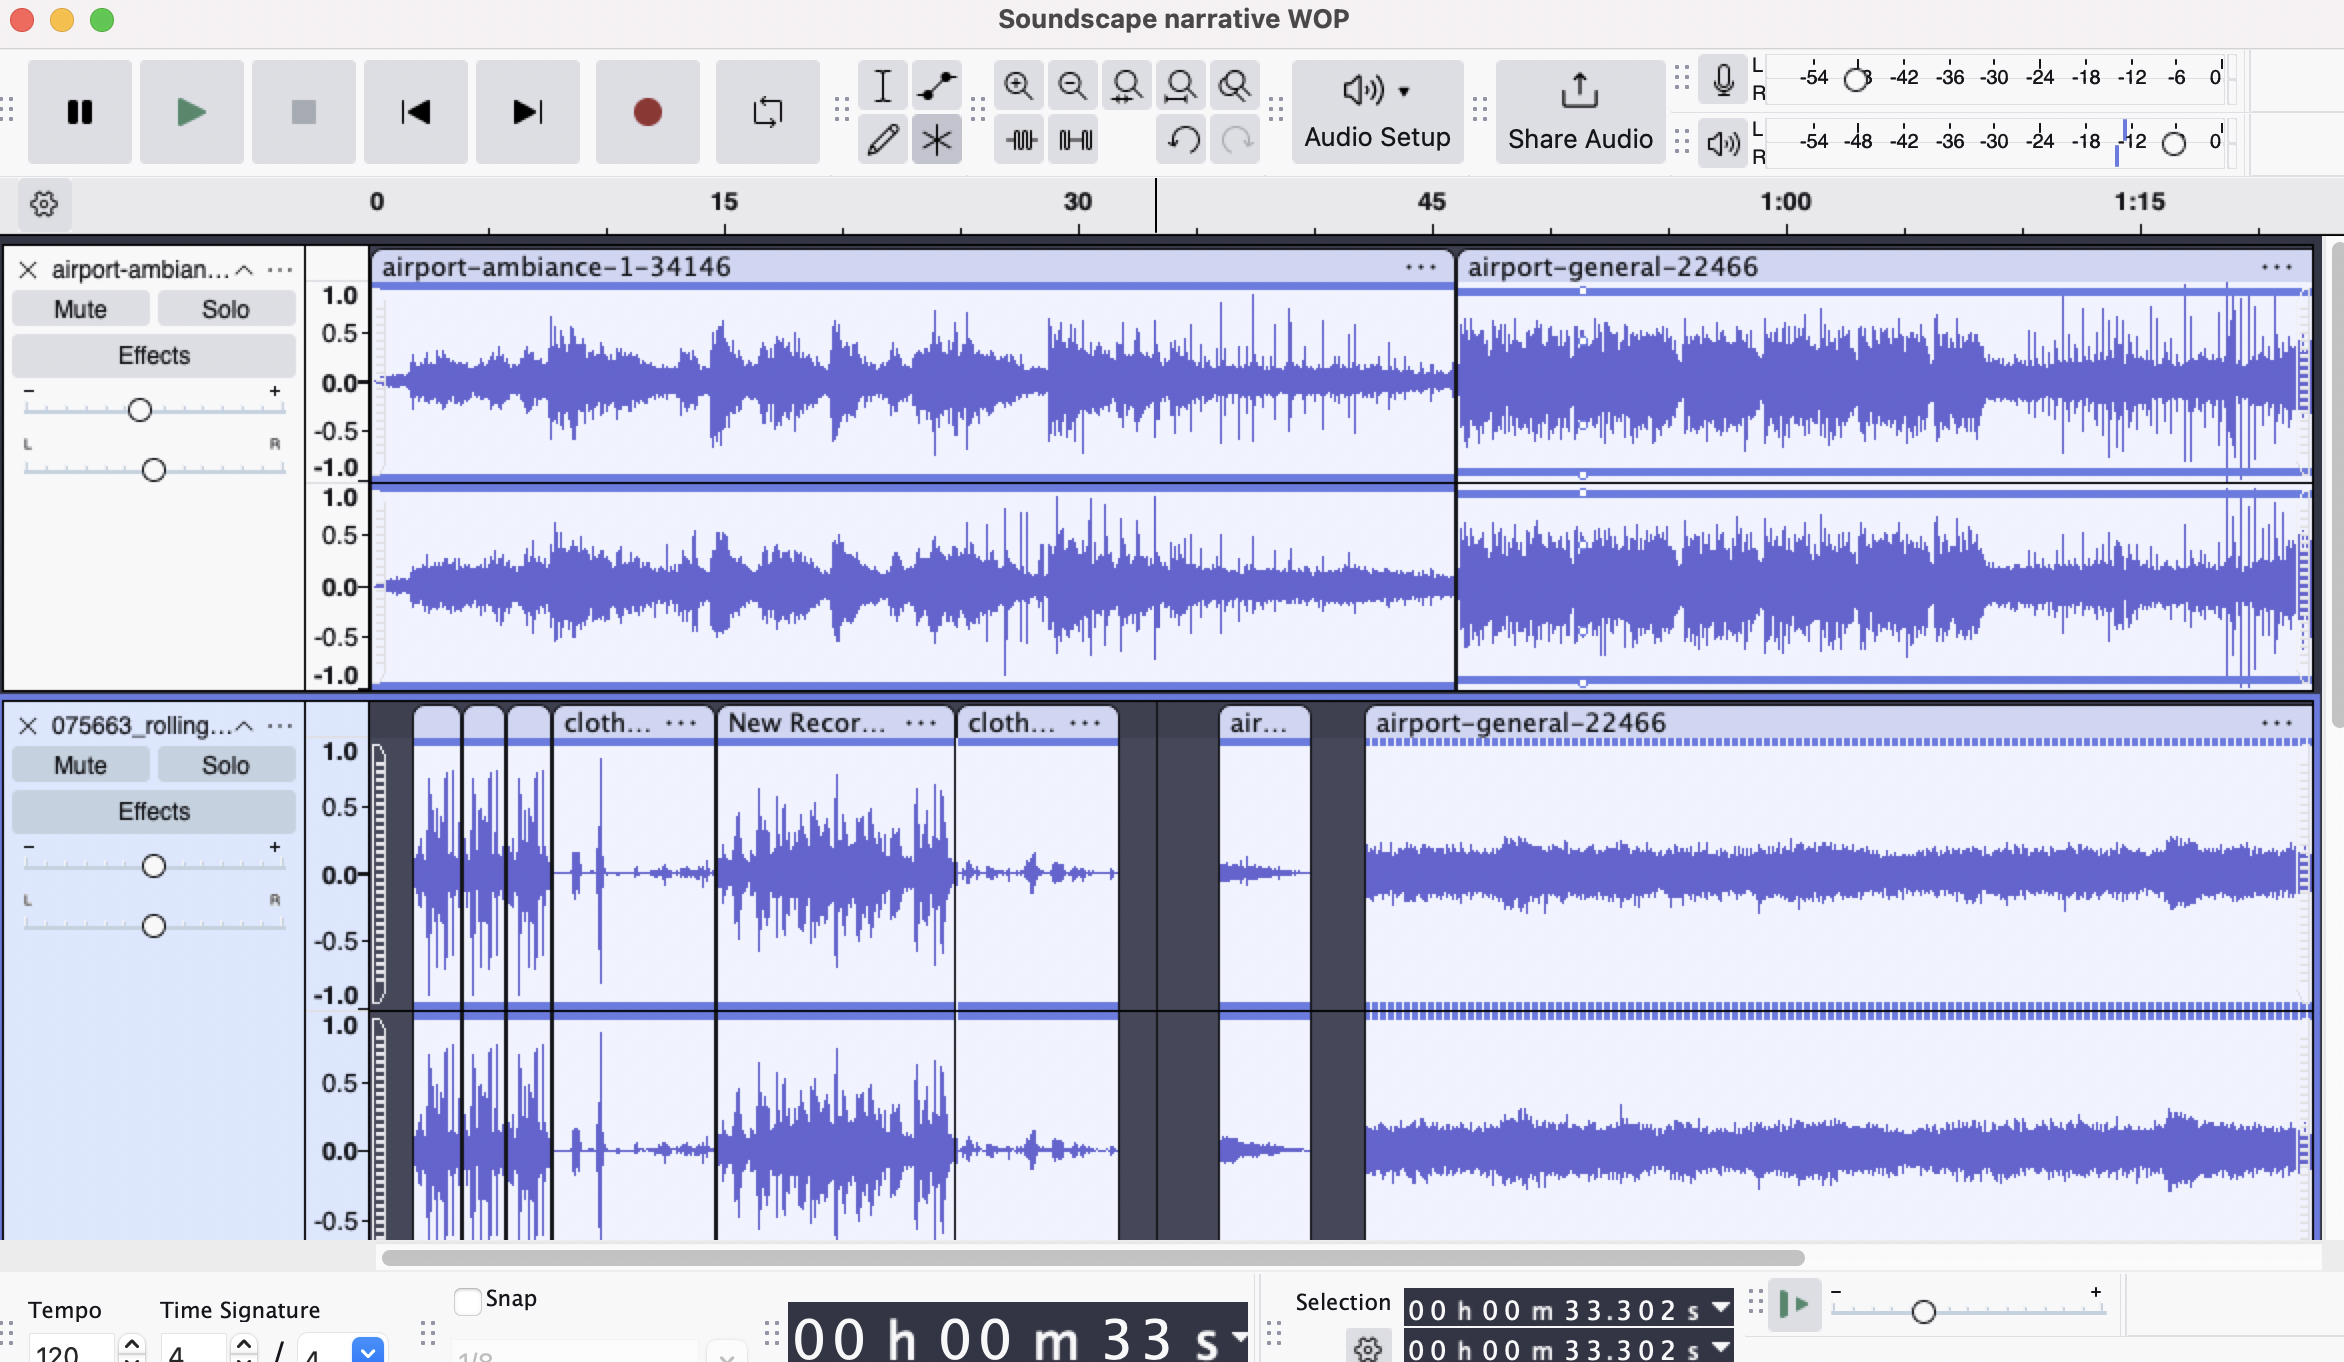 Soundscape narrative WOP
Audio Setup
Share Audio
L
R
-54 -42 -36 -30 -24 -18 -12 -6 0
L
R
-54 -48 -42 -36 -30 -24 -18 -12 0
0 15 30 45 1:00 1:15
airport-ambian...
Mute Solo
Effects
- +
L R
airport-ambiance-1-34146 ...
airport-general-22466 ...
1.0
0.5
0.0
-0.5
-1.0
1.0
0.5
0.0
-0.5
-1.0
075663_rolling...
Mute Solo
Effects
- +
L R
cloth... ...
New Recor... ...
cloth... ...
air...
airport-general-22466 ...
1.0
0.5
0.0
-0.5
-1.0
1.0
0.5
0.0
-0.5
Tempo
120
Time Signature
4 / 4
Snap
1/8
00 h 00 m 33 s
Selection
00 h 00 m 33.302 s
00 h 00 m 33.302 s
- +